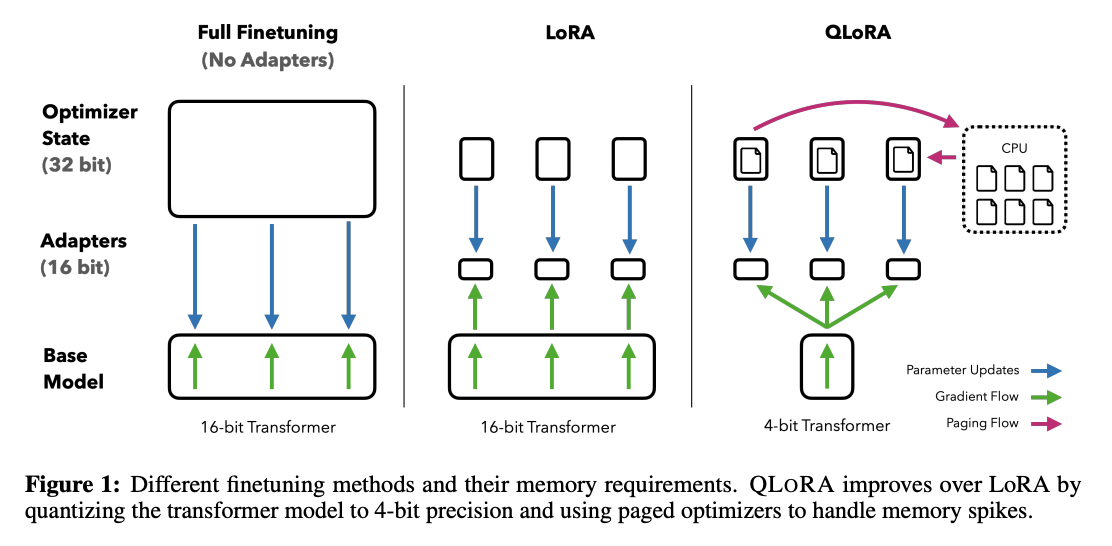 Full Finetuning
(No Adapters)
LoRA
QLoRA
Optimizer
State
(32 bit)
CPU
Adapters
(16 bit)
Base
Model
Parameter Updates
Gradient Flow
Paging Flow
16-bit Transformer
16-bit Transformer
4-bit Transformer
Figure 1: Different finetuning methods and their memory requirements. QLORA improves over LoRA by
quantizing the transformer model to 4-bit precision and using paged optimizers to handle memory spikes.